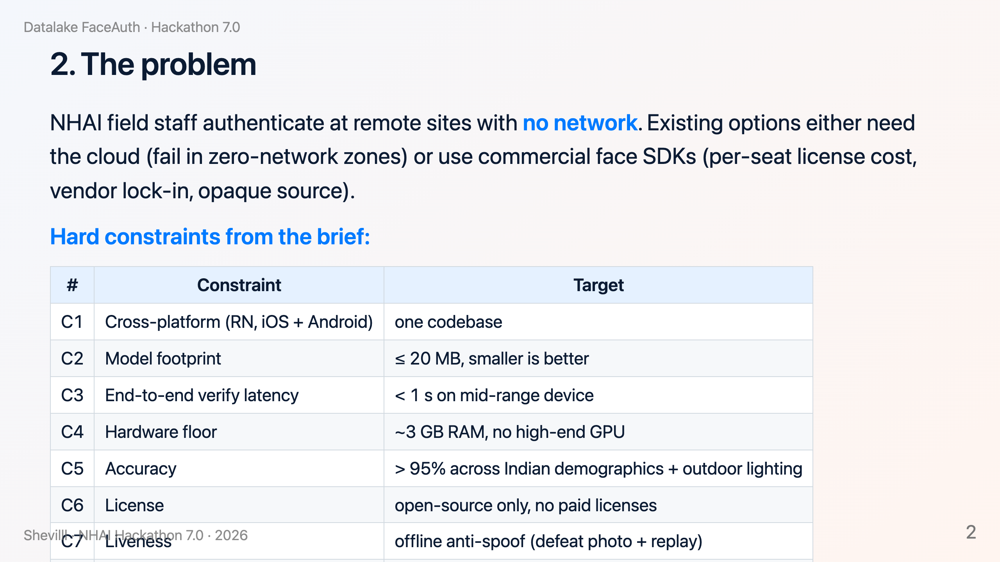 Datalake FaceAuth · Hackathon 7.0
2. The problem
NHAI field staff authenticate at remote sites with no network. Existing options either need
the cloud (fail in zero-network zones) or use commercial face SDKs (per-seat license cost,
vendor lock-in, opaque source).
Hard constraints from the brief:
# Constraint Target
C1 Cross-platform (RN, iOS + Android) one codebase
C2 Model footprint ≤ 20 MB, smaller is better
C3 End-to-end verify latency < 1 s on mid-range device
C4 Hardware floor ~3 GB RAM, no high-end GPU
C5 Accuracy > 95% across Indian demographics + outdoor lighting
C6 License open-source only, no paid licenses
C7 Liveness offline anti-spoof (defeat photo + replay)
Shevilll · NHAI Hackathon 7.0 · 2026
2